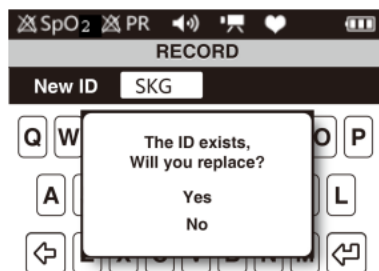 SpO2 PR
RECORD
New ID SKG
Q W O P
The ID exists,
Will you replace?
A L
Yes
No